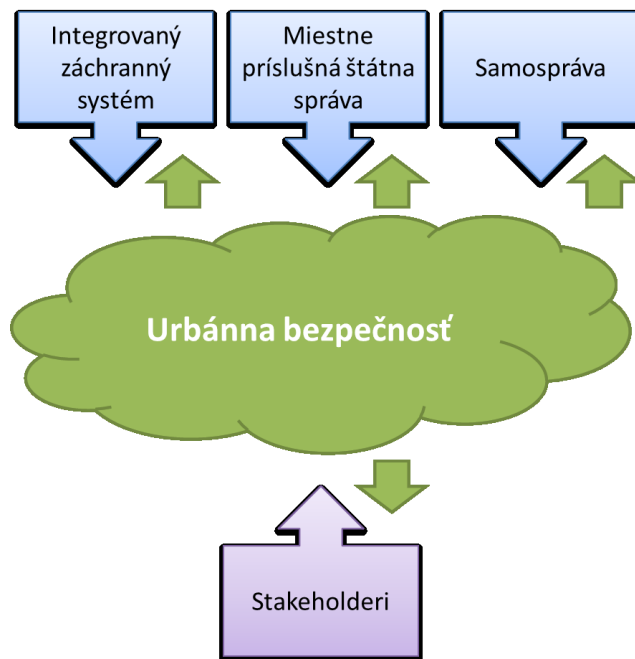 Integrovaný
záchranný
systém
Miestne
príslušná štátna
správa
Samospráva
Urbánna bezpečnosť
Stakeholderi